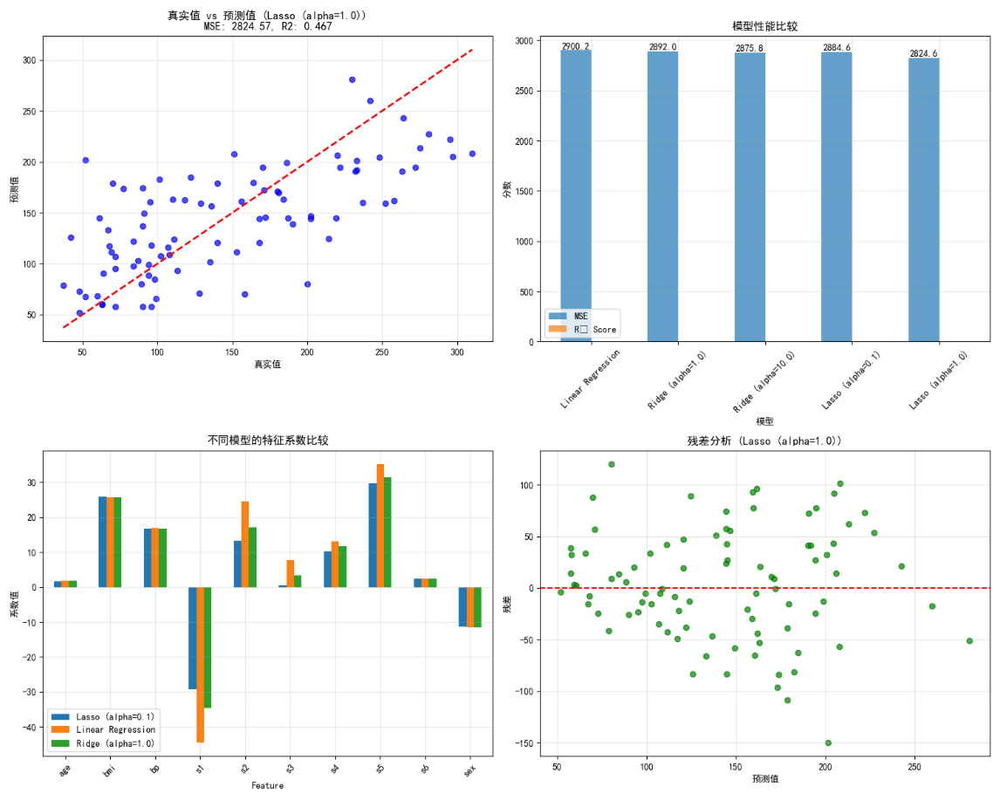 真实值 vs 预测值 (Lasso (alpha=1.0))
MSE: 2824.57, R2: 0.467
预测值
300
250
200
150
100
50
50
100
150
200
250
300
真实值
模型性能比较
分数
3000
2500
2000
1500
1000
500
0
2900.2
2892.0
2875.8
2884.6
2824.6
MSE
R□ Score
Linear Regression
Ridge (alpha=1.0)
Ridge (alpha=10.0)
Lasso (alpha=0.1)
Lasso (alpha=1.0)
模型
不同模型的特征系数比较
系数值
30
20
10
0
−10
−20
−30
−40
Lasso (alpha=0.1)
Linear Regression
Ridge (alpha=1.0)
age
bmi
bp
s1
s2
s3
s4
s5
s6
sex
Feature
残差分析 (Lasso (alpha=1.0))
残差
100
50
0
−50
−100
−150
50
100
150
200
250
预测值